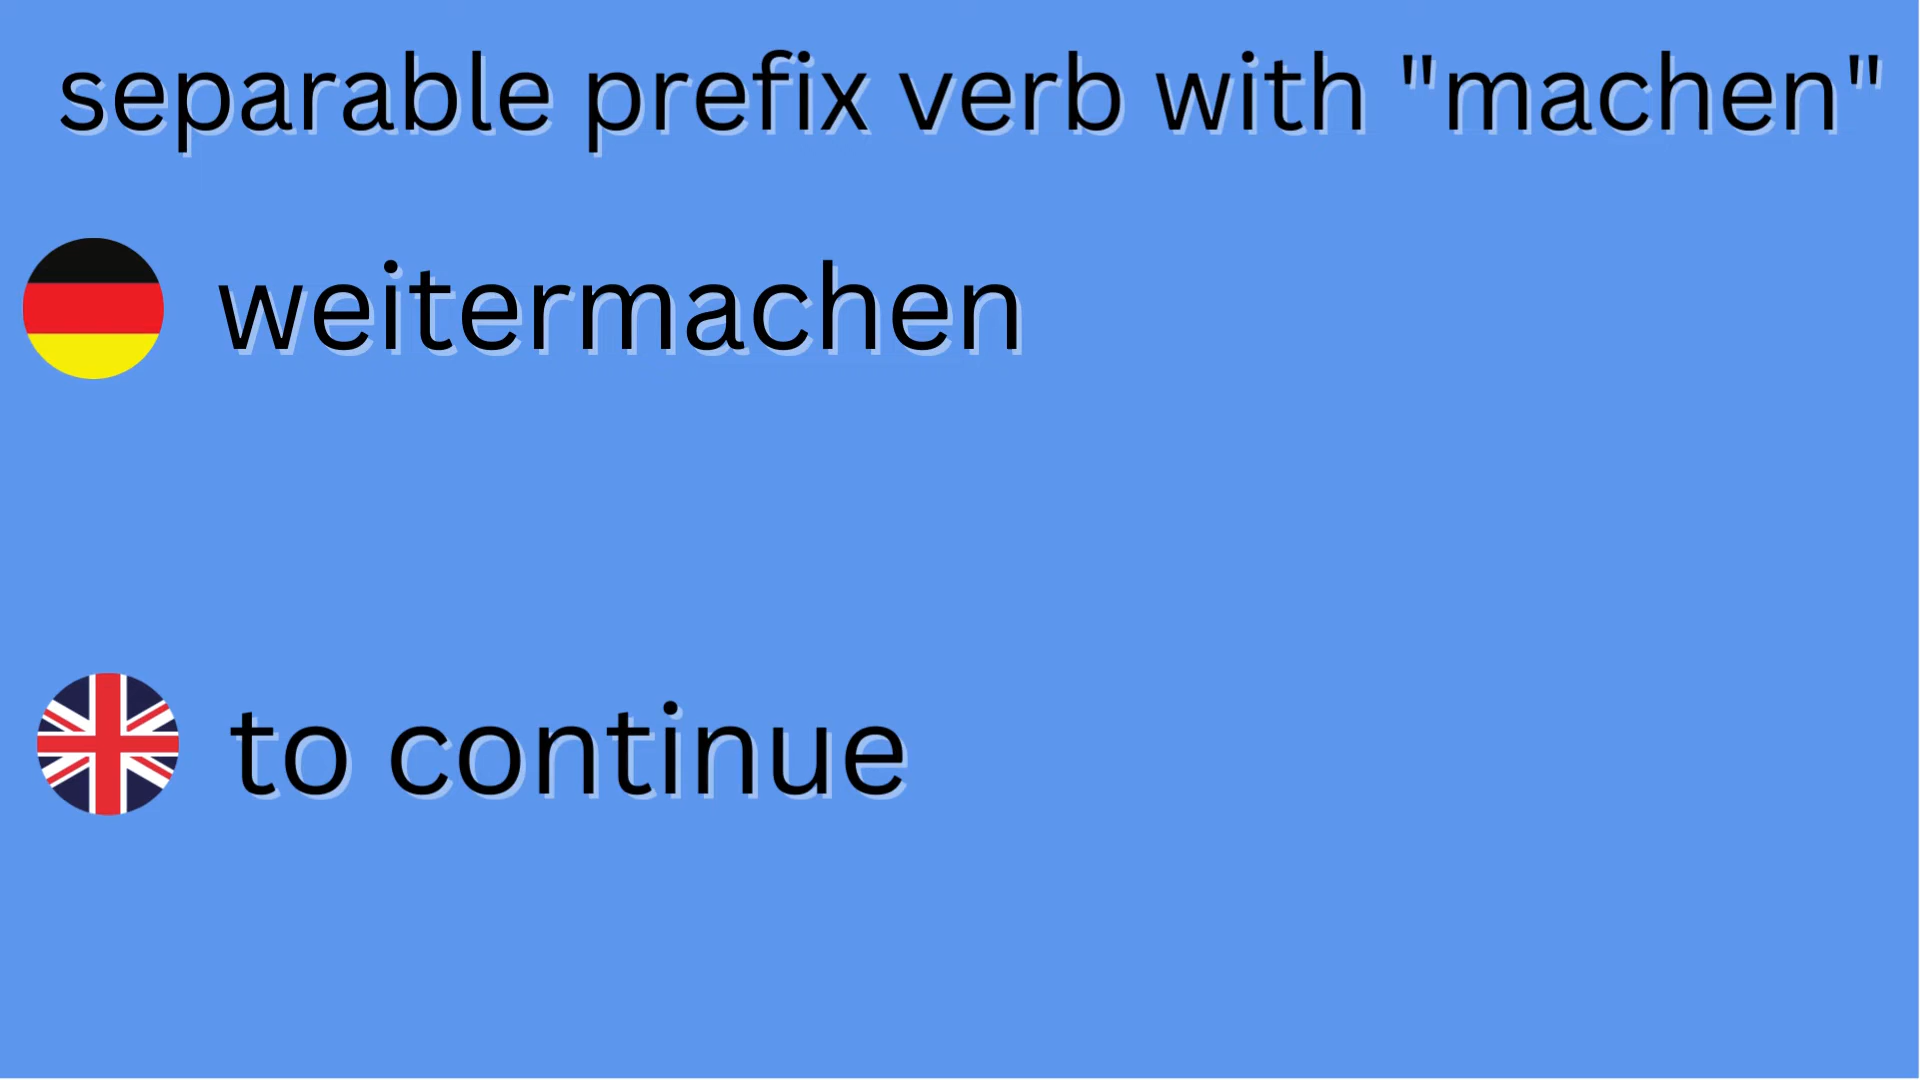 separable prefix verb with "machen"
weitermachen
to continue